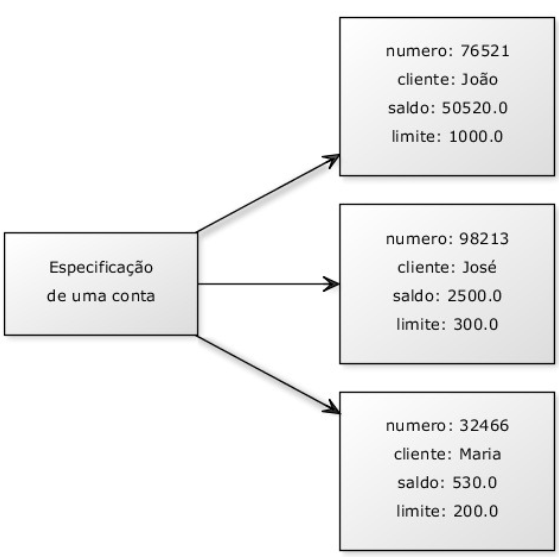 numero: 76521
cliente: João
saldo: 50520.0
limite: 1000.0
Especificação
de uma conta
numero: 98213
cliente: José
saldo: 2500.0
limite: 300.0
numero: 32466
cliente: Maria
saldo: 530.0
limite: 200.0